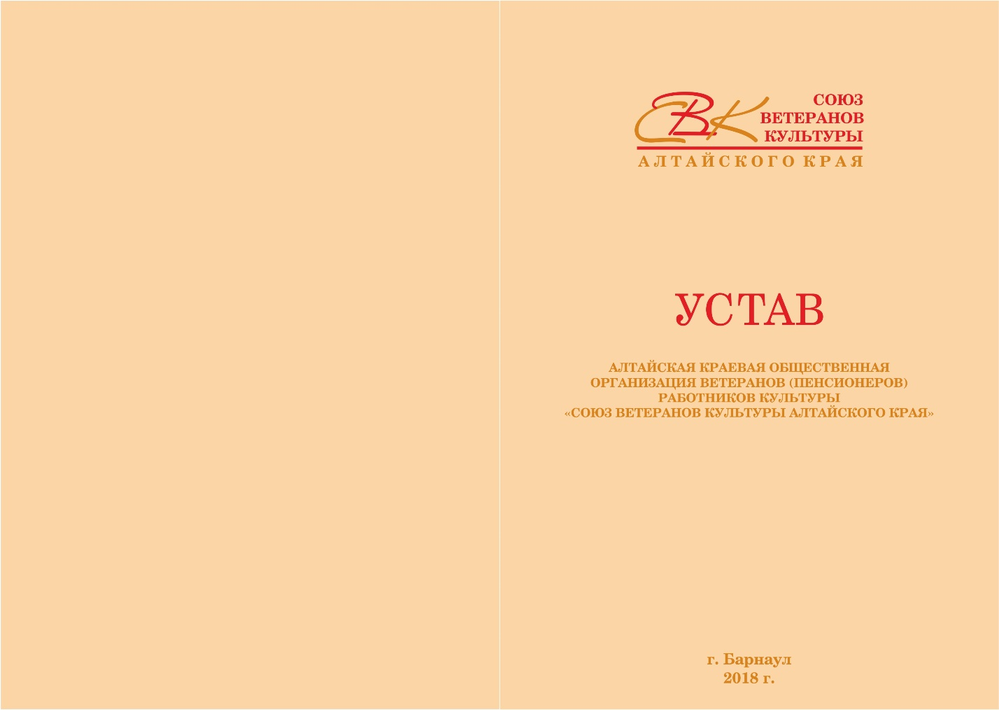 СВК
СОЮЗ
ВЕТЕРАНОВ
КУЛЬТУРЫ
АЛТАЙСКОГО КРАЯ
УСТАВ
АЛТАЙСКАЯ КРАЕВАЯ ОБЩЕСТВЕННАЯ
ОРГАНИЗАЦИЯ ВЕТЕРАНОВ (ПЕНСИОНЕРОВ)
РАБОТНИКОВ КУЛЬТУРЫ
«СОЮЗ ВЕТЕРАНОВ КУЛЬТУРЫ АЛТАЙСКОГО КРАЯ»
г. Барнаул
2018 г.